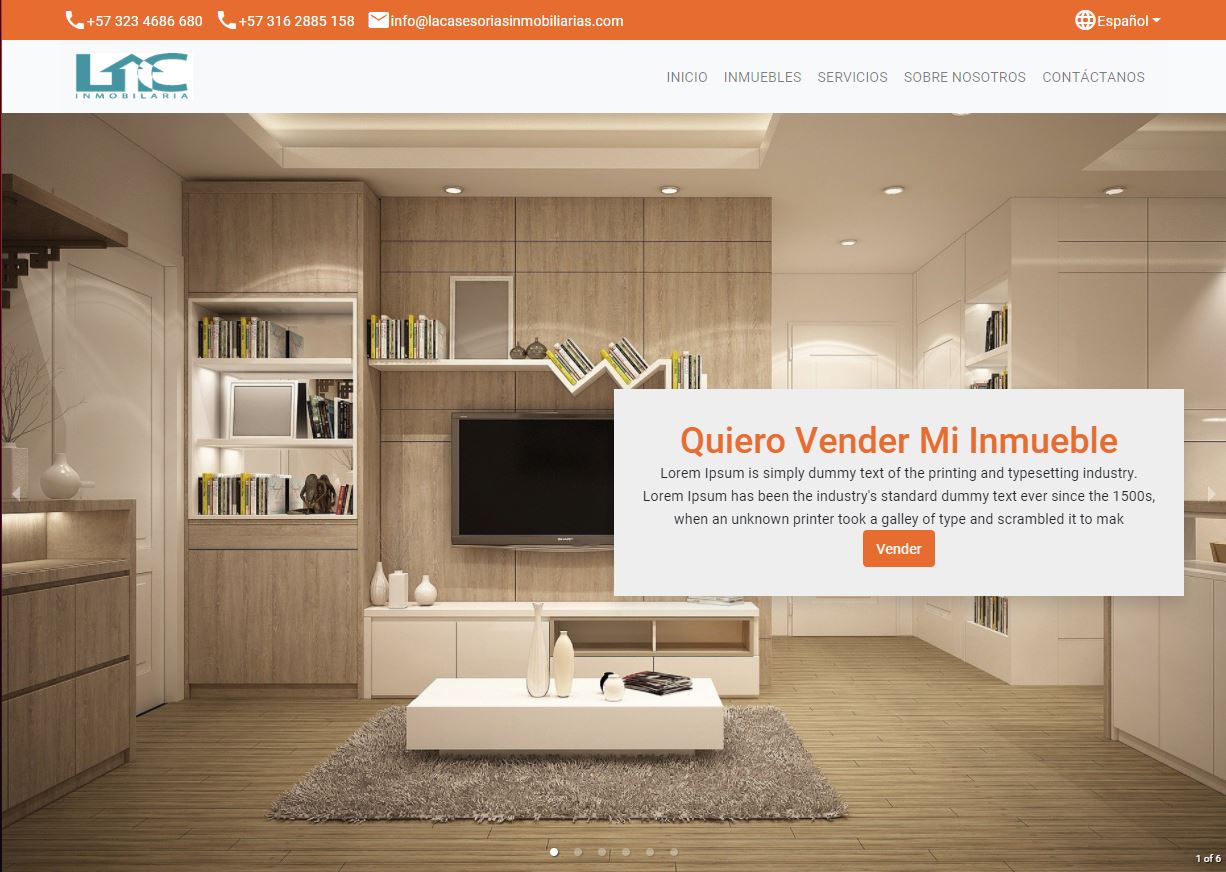 +57 323 4686 680 +57 316 2885 158 info@lacasesoriasinmobiliarias.com Español
LAC
INMOBILARIA
INICIO INMUEBLES SERVICIOS SOBRE NOSOTROS CONTÁCTANOS
Quiero Vender Mi Inmueble
Lorem Ipsum is simply dummy text of the printing and typesetting industry.
Lorem Ipsum has been the industry's standard dummy text ever since the 1500s,
when an unknown printer took a galley of type and scrambled it to mak
Vender
SHARP
1 of 6